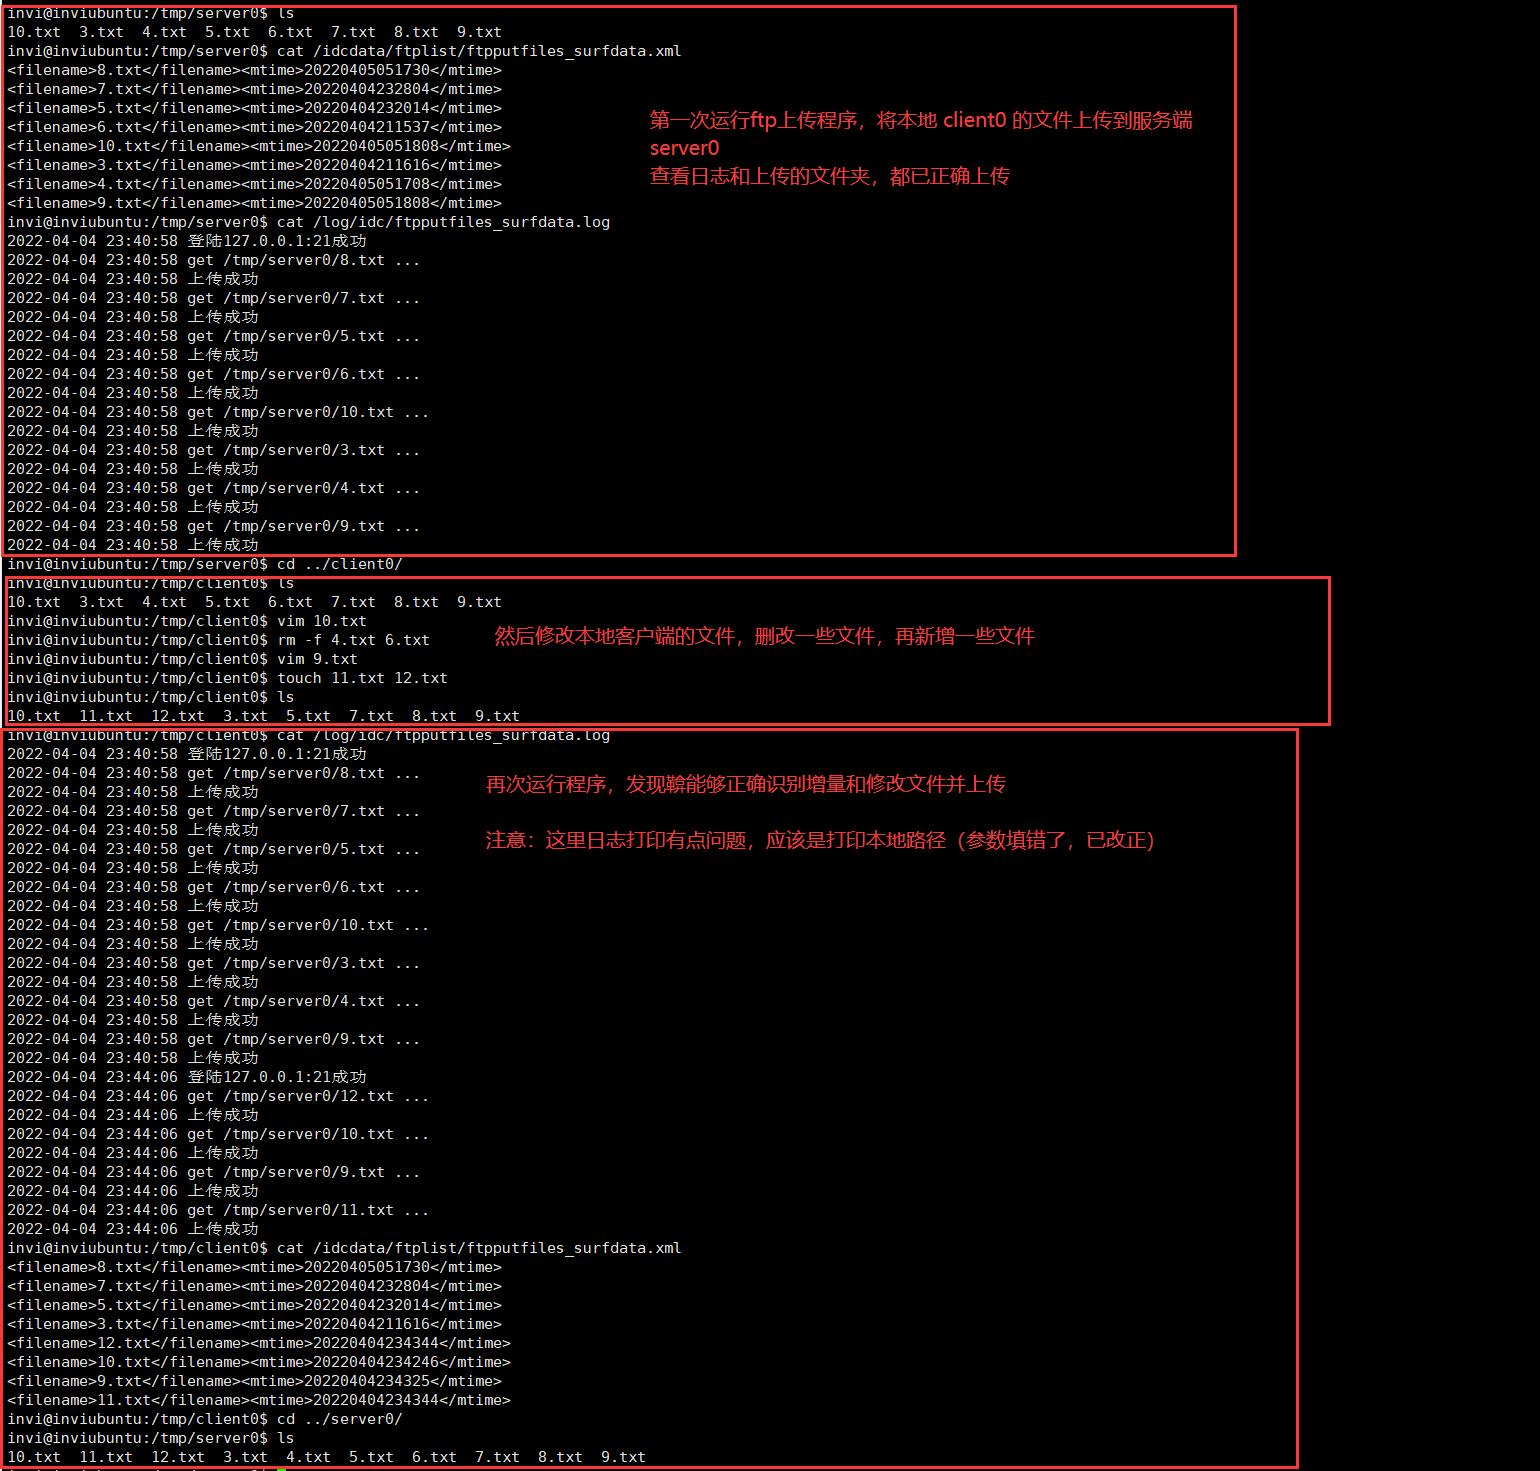 invi@inviubuntu:/tmp/server0$ ls
10.txt  3.txt  4.txt  5.txt  6.txt  7.txt  8.txt  9.txt
invi@inviubuntu:/tmp/server0$ cat /idcdata/ftplist/ftpputfiles_surfdata.xml
<filename>8.txt</filename><mtime>20220405051730</mtime>
<filename>7.txt</filename><mtime>20220404232804</mtime>
<filename>5.txt</filename><mtime>20220404232014</mtime>
<filename>6.txt</filename><mtime>20220404211537</mtime>
<filename>10.txt</filename><mtime>20220405051808</mtime>
<filename>3.txt</filename><mtime>20220404211616</mtime>
<filename>4.txt</filename><mtime>20220405051708</mtime>
<filename>9.txt</filename><mtime>20220405051808</mtime>
第一次运行ftp上传程序，将本地 client0 的文件上传到服务端
server0
查看日志和上传的文件夹，都已正确上传
invi@inviubuntu:/tmp/server0$ cat /log/idc/ftpputfiles_surfdata.log
2022-04-04 23:40:58 登陆127.0.0.1:21成功
2022-04-04 23:40:58 get /tmp/server0/8.txt ...
2022-04-04 23:40:58 上传成功
2022-04-04 23:40:58 get /tmp/server0/7.txt ...
2022-04-04 23:40:58 上传成功
2022-04-04 23:40:58 get /tmp/server0/5.txt ...
2022-04-04 23:40:58 上传成功
2022-04-04 23:40:58 get /tmp/server0/6.txt ...
2022-04-04 23:40:58 上传成功
2022-04-04 23:40:58 get /tmp/server0/10.txt ...
2022-04-04 23:40:58 上传成功
2022-04-04 23:40:58 get /tmp/server0/3.txt ...
2022-04-04 23:40:58 上传成功
2022-04-04 23:40:58 get /tmp/server0/4.txt ...
2022-04-04 23:40:58 上传成功
2022-04-04 23:40:58 get /tmp/server0/9.txt ...
2022-04-04 23:40:58 上传成功
invi@inviubuntu:/tmp/server0$ cd ../client0/
invi@inviubuntu:/tmp/client0$ ls
10.txt  3.txt  4.txt  5.txt  6.txt  7.txt  8.txt  9.txt
invi@inviubuntu:/tmp/client0$ vim 10.txt
invi@inviubuntu:/tmp/client0$ rm -f 4.txt 6.txt
然后修改本地客户端的文件，删改一些文件，再新增一些文件
invi@inviubuntu:/tmp/client0$ vim 9.txt
invi@inviubuntu:/tmp/client0$ touch 11.txt 12.txt
invi@inviubuntu:/tmp/client0$ ls
10.txt  11.txt  12.txt  3.txt  5.txt  7.txt  8.txt  9.txt
invi@inviubuntu:/tmp/client0$ cat /log/idc/ftpputfiles_surfdata.log
2022-04-04 23:40:58 登陆127.0.0.1:21成功
2022-04-04 23:40:58 get /tmp/server0/8.txt ...
2022-04-04 23:40:58 上传成功
2022-04-04 23:40:58 get /tmp/server0/7.txt ...
2022-04-04 23:40:58 上传成功
2022-04-04 23:40:58 get /tmp/server0/5.txt ...
2022-04-04 23:40:58 上传成功
再次运行程序，发现能够正确识别增量和修改文件并上传
注意：这里日志打印有点问题，应该是打印本地路径（参数填错了，已改正）
2022-04-04 23:40:58 get /tmp/server0/6.txt ...
2022-04-04 23:40:58 上传成功
2022-04-04 23:40:58 get /tmp/server0/10.txt ...
2022-04-04 23:40:58 上传成功
2022-04-04 23:40:58 get /tmp/server0/3.txt ...
2022-04-04 23:40:58 上传成功
2022-04-04 23:40:58 get /tmp/server0/4.txt ...
2022-04-04 23:40:58 上传成功
2022-04-04 23:40:58 get /tmp/server0/9.txt ...
2022-04-04 23:40:58 上传成功
2022-04-04 23:44:06 登陆127.0.0.1:21成功
2022-04-04 23:44:06 get /tmp/server0/12.txt ...
2022-04-04 23:44:06 上传成功
2022-04-04 23:44:06 get /tmp/server0/10.txt ...
2022-04-04 23:44:06 上传成功
2022-04-04 23:44:06 get /tmp/server0/9.txt ...
2022-04-04 23:44:06 上传成功
2022-04-04 23:44:06 get /tmp/server0/11.txt ...
2022-04-04 23:44:06 上传成功
invi@inviubuntu:/tmp/client0$ cat /idcdata/ftplist/ftpputfiles_surfdata.xml
<filename>8.txt</filename><mtime>20220405051730</mtime>
<filename>7.txt</filename><mtime>20220404232804</mtime>
<filename>5.txt</filename><mtime>20220404232014</mtime>
<filename>3.txt</filename><mtime>20220404211616</mtime>
<filename>12.txt</filename><mtime>20220404234344</mtime>
<filename>10.txt</filename><mtime>20220404234246</mtime>
<filename>9.txt</filename><mtime>20220404234325</mtime>
<filename>11.txt</filename><mtime>20220404234344</mtime>
invi@inviubuntu:/tmp/client0$ cd ../server0/
invi@inviubuntu:/tmp/server0$ ls
10.txt  11.txt  12.txt  3.txt  4.txt  5.txt  6.txt  7.txt  8.txt  9.txt